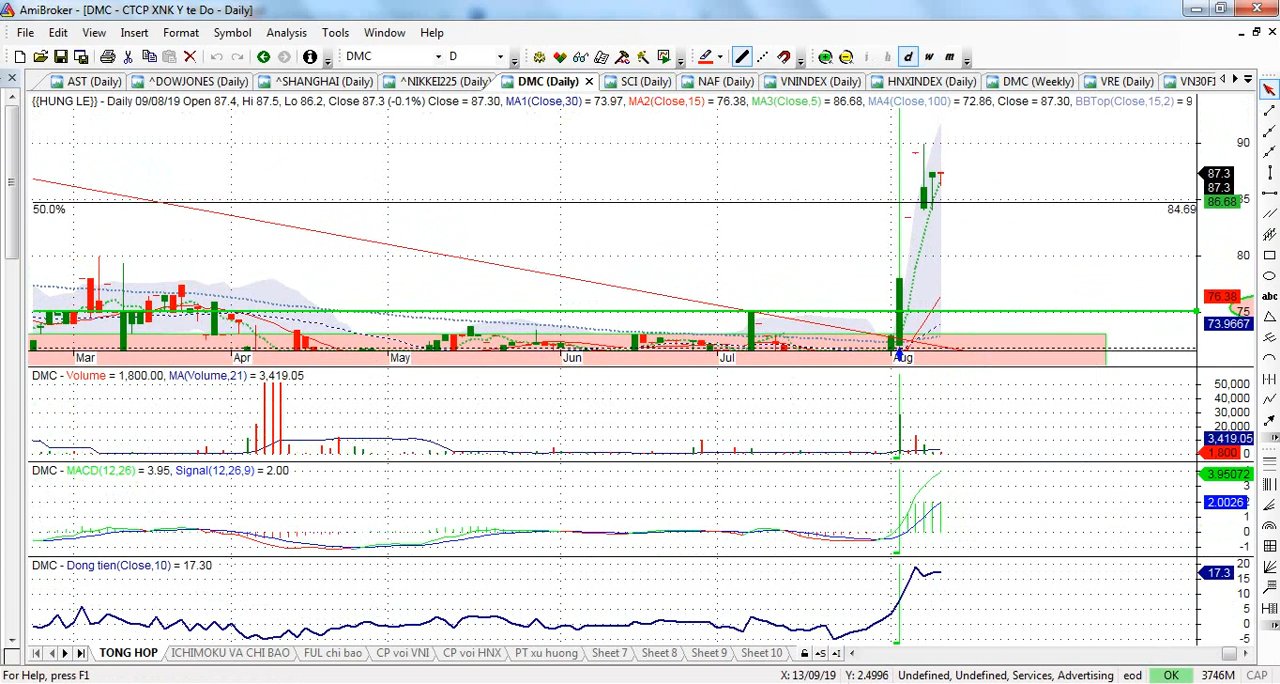 AmiBroker - [DMC - CTCP XNK Y te Do - Daily]
File Edit View Insert Format Symbol Analysis Tools Window Help
DMC D i h d w m
AST (Daily) ^DOWJONES (Daily) ^SHANGHAI (Daily) ^NIKKEI225 (Daily) DMC (Daily) SCI (Daily) NAF (Daily) VNINDEX (Daily) HNXINDEX (Daily) DMC (Weekly) VRE (Daily) VN30F1
{{HUNG LE}} - Daily 09/08/19 Open 87.4, Hi 87.5, Lo 86.2, Close 87.3 (-0.1%) Close = 87.30, MA1(Close,30) = 73.97, MA2(Close,15) = 76.38, MA3(Close,5) = 86.68, MA4(Close,100) = 72.86, Close = 87.30, BBTop(Close,15,2) = 9
90
87.3
87.3
86.68 85
50.0% 84.69
80
76.38
75
73.9667
Mar Apr May Jun Jul Aug
DMC - Volume = 1,800.00, MA(Volume,21) = 3,419.05
50,000
40,000
30,000
20,000
3,419.05
1,800 0
DMC - MACD(12,26) = 3.95, Signal(12,26,9) = 2.00
3.95072
3
2.0026
1
0
-1
DMC - Dong tien(Close,10) = 17.30
20
17.3
15
10
5
0
-5
TONG HOP ICHIMOKU VA CHI BAO FUL chi bao CP voi VNI CP voi HNX PT xu huong Sheet 7 Sheet 8 Sheet 9 Sheet 10
abc
For Help, press F1 X: 13/09/19 Y: 2.4996 Undefined, Undefined, Services, Advertising eod OK 3746M CAP